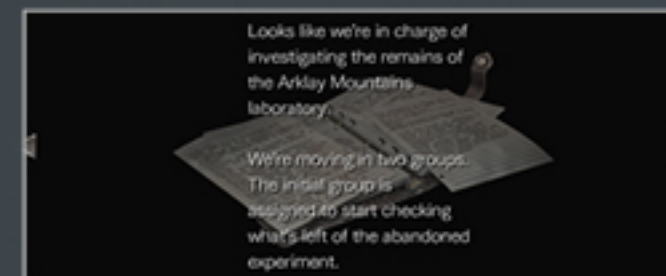 Looks like we're in charge of
investigating the remains of
the Arklay Mountains
laboratory.
We're moving in two groups.
The initial group is
assigned to start checking
what's left of the abandoned
experiment.